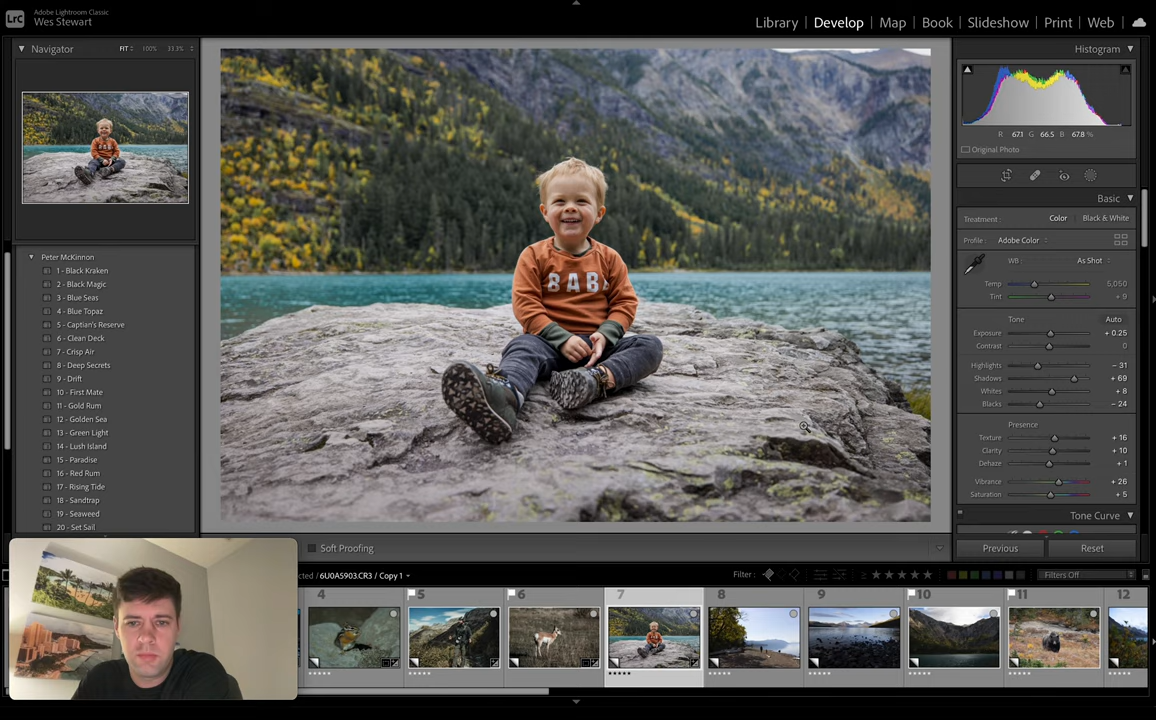 LrC
Adobe Lightroom Classic
Wes Stewart
Library | Develop | Map | Book | Slideshow | Print | Web
Navigator FIT 100% 33.3%
Peter McKinnon
1 - Black Kraken
2 - Black Magic
3 - Blue Seas
4 - Blue Topaz
5 - Captian's Reserve
6 - Clean Deck
7 - Crisp Air
8 - Deep Secrets
9 - Drift
10 - First Mate
11 - Gold Rum
12 - Golden Sea
13 - Green Light
14 - Lush Island
15 - Paradise
16 - Red Rum
17 - Rising Tide
18 - Sandtrap
19 - Seaweed
20 - Set Sail
BABE
Histogram
R 67.1 G 66.5 B 67.8 %
Original Photo
Basic
Treatment : Color Black & White
Profile : Adobe Color
WB : As Shot
Temp 5,050
Tint + 9
Tone Auto
Exposure + 0.25
Contrast 0
Highlights − 31
Shadows + 69
Whites + 8
Blacks − 24
Presence
Texture + 16
Clarity + 10
Dehaze + 1
Vibrance + 26
Saturation + 5
Tone Curve
Previous Reset
Soft Proofing
cted / 6U0A5903.CR3 / Copy 1
Filter : Filters Off
4 5 6 7 8 9 10 11 12